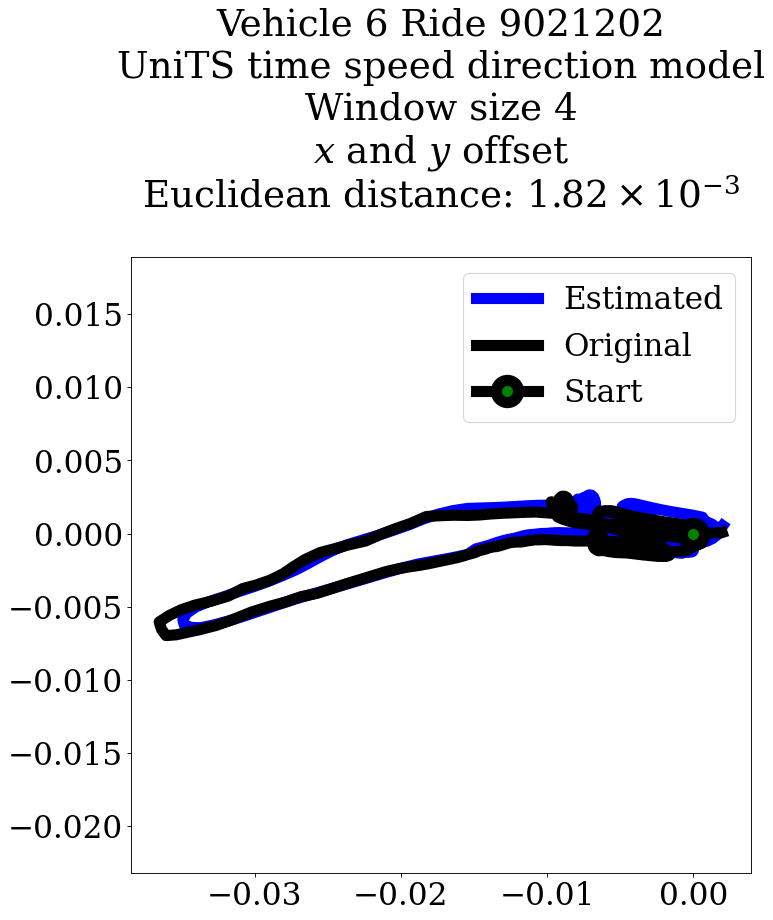 Vehicle 6 Ride 9021202
UniTS time speed direction model
Window size 4
x and y offset
Euclidean distance: 1.82 × 10⁻³
Estimated
Original
Start
0.015
0.010
0.005
0.000
−0.005
−0.010
−0.015
−0.020
−0.03 −0.02 −0.01 0.00